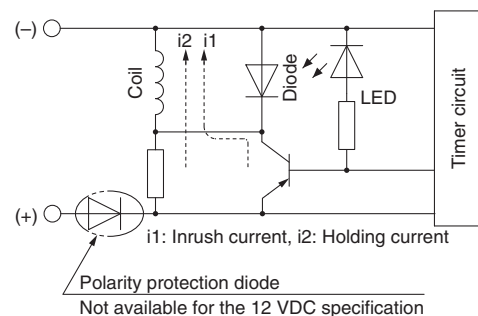 (–)
i2 i1
Coil
Diode
LED
Timer circuit
(+)
i1: Inrush current, i2: Holding current
Polarity protection diode
Not available for the 12 VDC specification